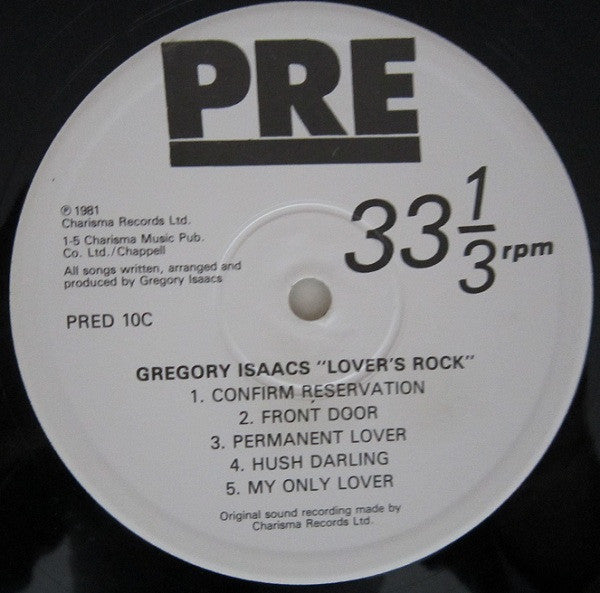 PRE
33 1/3 rpm
℗ 1981
Charisma Records Ltd.
1-5 Charisma Music Pub.
Co. Ltd./Chappell
All songs written, arranged and
produced by Gregory Isaacs
PRED 10C
GREGORY ISAACS "LOVER'S ROCK"
1. CONFIRM RESERVATION
2. FRONT DOOR
3. PERMANENT LOVER
4. HUSH DARLING
5. MY ONLY LOVER
Original sound recording made by
Charisma Records Ltd.